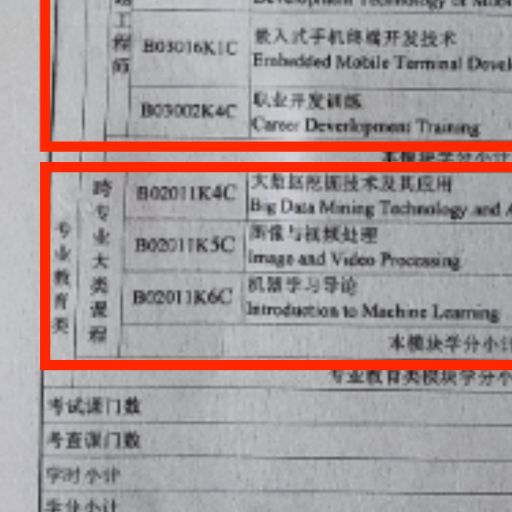 工程师
B03016K1C
嵌入式手机终端开发技术
Embedded Mobile Terminal Devel
B03002K4C
职业开发训练
Career Deverlopment Training
本模块学分小计
专业教育类
跨专业大类课程
B02011K4C
大数据挖掘技术及其应用
Big Data Mining Technology and A
B02011K5C
图像与视频处理
Image and Video Processing
B02011K6C
机器学习导论
Introduction to Machine Learning
本模块学分小计
专业教育类模块学分小
考试课门数
考查课门数
学时小计
学分小计